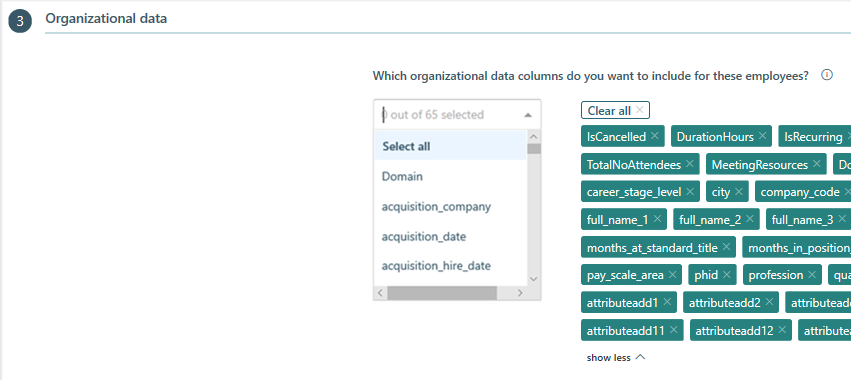 3 Organizational data
Which organizational data columns do you want to include for these employees?
0 out of 65 selected
Select all
Domain
acquisition_company
acquisition_date
acquisition_hire_date
Clear all
IsCancelled DurationHours IsRecurring
TotalNoAttendees MeetingResources Do
career_stage_level city company_code
full_name_1 full_name_2 full_name_3
months_at_standard_title months_in_position_
pay_scale_area phid profession qua
attributeadd1 attributeadd2 attributeadd
attributeadd11 attributeadd12 attributea
show less